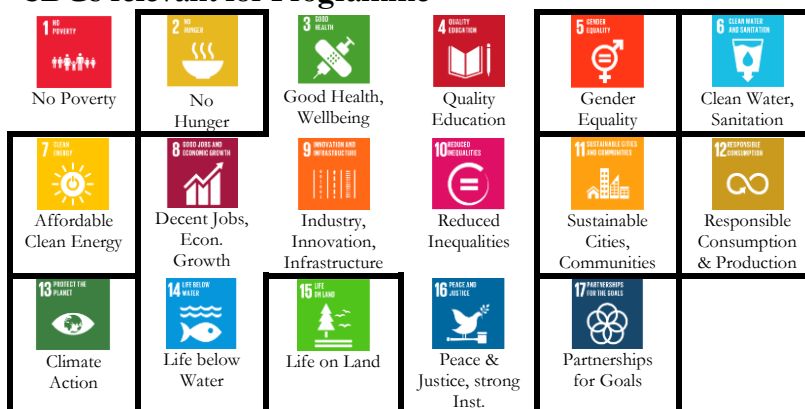 SDGs relevant for Programme
1 NO
POVERTY
No Poverty
2 NO
HUNGER
No
Hunger
3 GOOD
HEALTH
Good Health,
Wellbeing
4 QUALITY
EDUCATION
Quality
Education
5 GENDER
EQUALITY
Gender
Equality
6 CLEAN WATER
AND SANITATION
Clean Water,
Sanitation
7 CLEAN
ENERGY
Affordable
Clean Energy
8 GOOD JOBS AND
ECONOMIC GROWTH
Decent Jobs,
Econ.
Growth
9 INNOVATION AND
INFRASTRUCTURE
Industry,
Innovation,
Infrastructure
10 REDUCED
INEQUALITIES
Reduced
Inequalities
11 SUSTAINABLE CITIES
AND COMMUNITIES
Sustainable
Cities,
Communities
12 RESPONSIBLE
CONSUMPTION
Responsible
Consumption
& Production
13 PROTECT THE
PLANET
Climate
Action
14 LIFE BELOW
WATER
Life below
Water
15 LIFE
ON LAND
Life on Land
16 PEACE AND
JUSTICE
Peace &
Justice, strong
Inst.
17 PARTNERSHIPS
FOR THE GOALS
Partnerships
for Goals